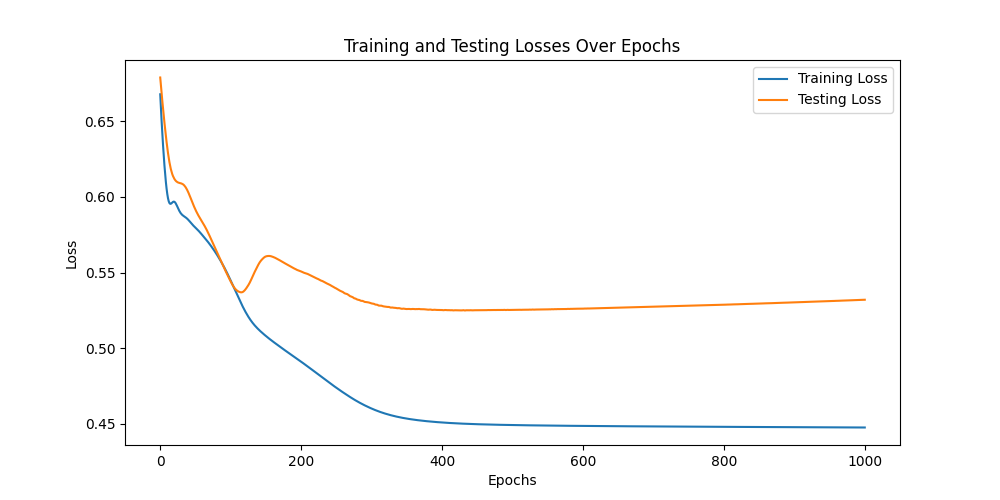 Training and Testing Losses Over Epochs
Training Loss
Testing Loss
0.65
0.60
0.55
0.50
0.45
Loss
0
200
400
600
800
1000
Epochs